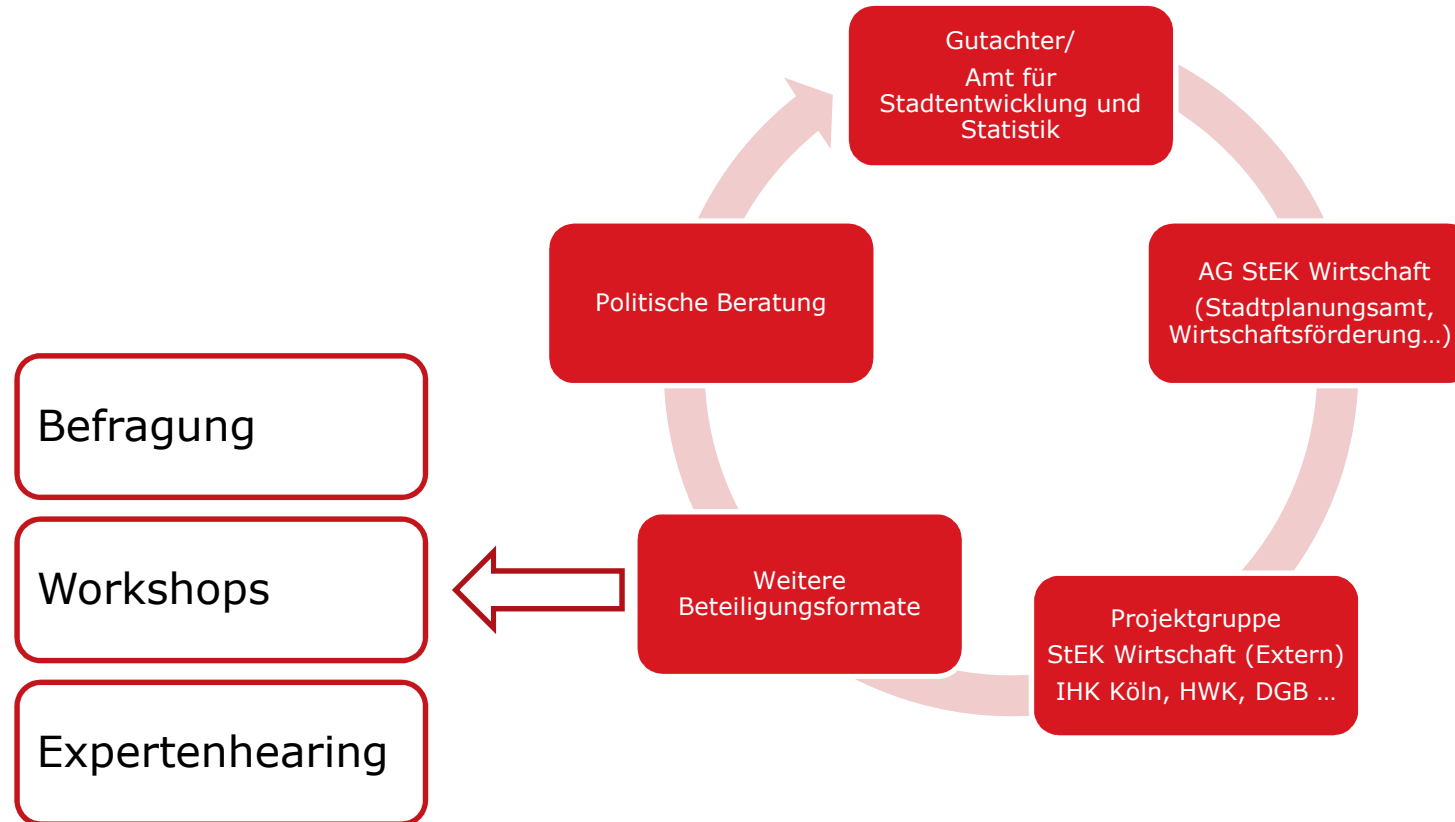 Gutachter/
Amt für
Stadtentwicklung und
Statistik
AG StEK Wirtschaft
(Stadtplanungsamt,
Wirtschaftsförderung…)
Projektgruppe
StEK Wirtschaft (Extern)
IHK Köln, HWK, DGB …
Weitere
Beteiligungsformate
Politische Beratung
Befragung
Workshops
Expertenhearing